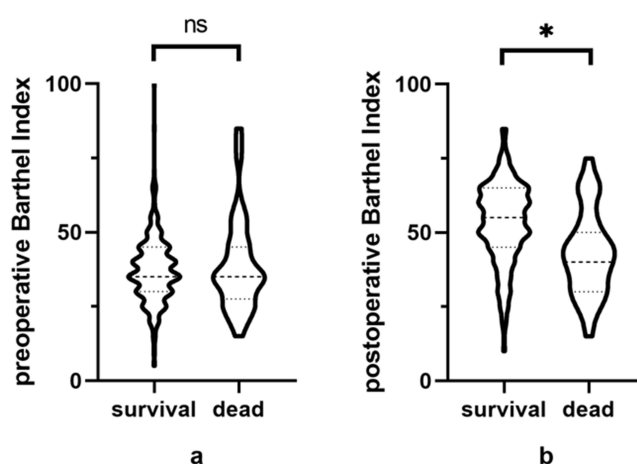 ns
preoperative Barthel Index
100
50
0
survival dead
a
*
postoperative Barthel Index
100
50
0
survival dead
b